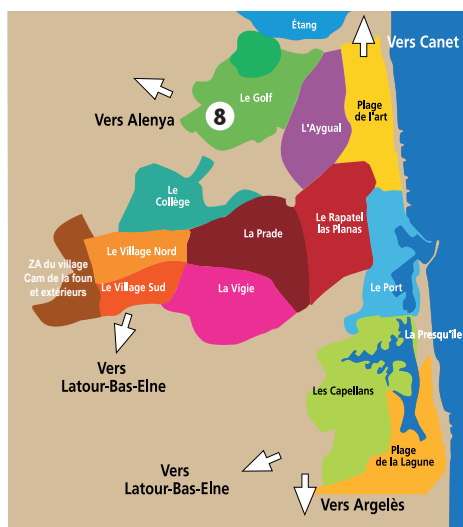 Étang
Vers Canet
Le Golf
8
Vers Alenya
Plage
de l'art
L'Aygual
Le
Collège
Le Rapatel
las Planas
La Prade
Le Village Nord
ZA du village
Cam de la foun
et extérieurs
Le Village Sud
La Vigie
Le Port
La Presqu'île
Vers
Latour-Bas-Elne
Les Capellans
Plage
de la Lagune
Vers
Latour-Bas-Elne
Vers Argelès